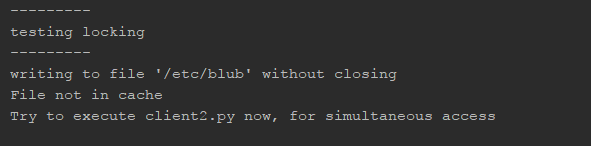 ---------
testing locking
---------
writing to file '/etc/blub' without closing
File not in cache
Try to execute client2.py now, for simultaneous access